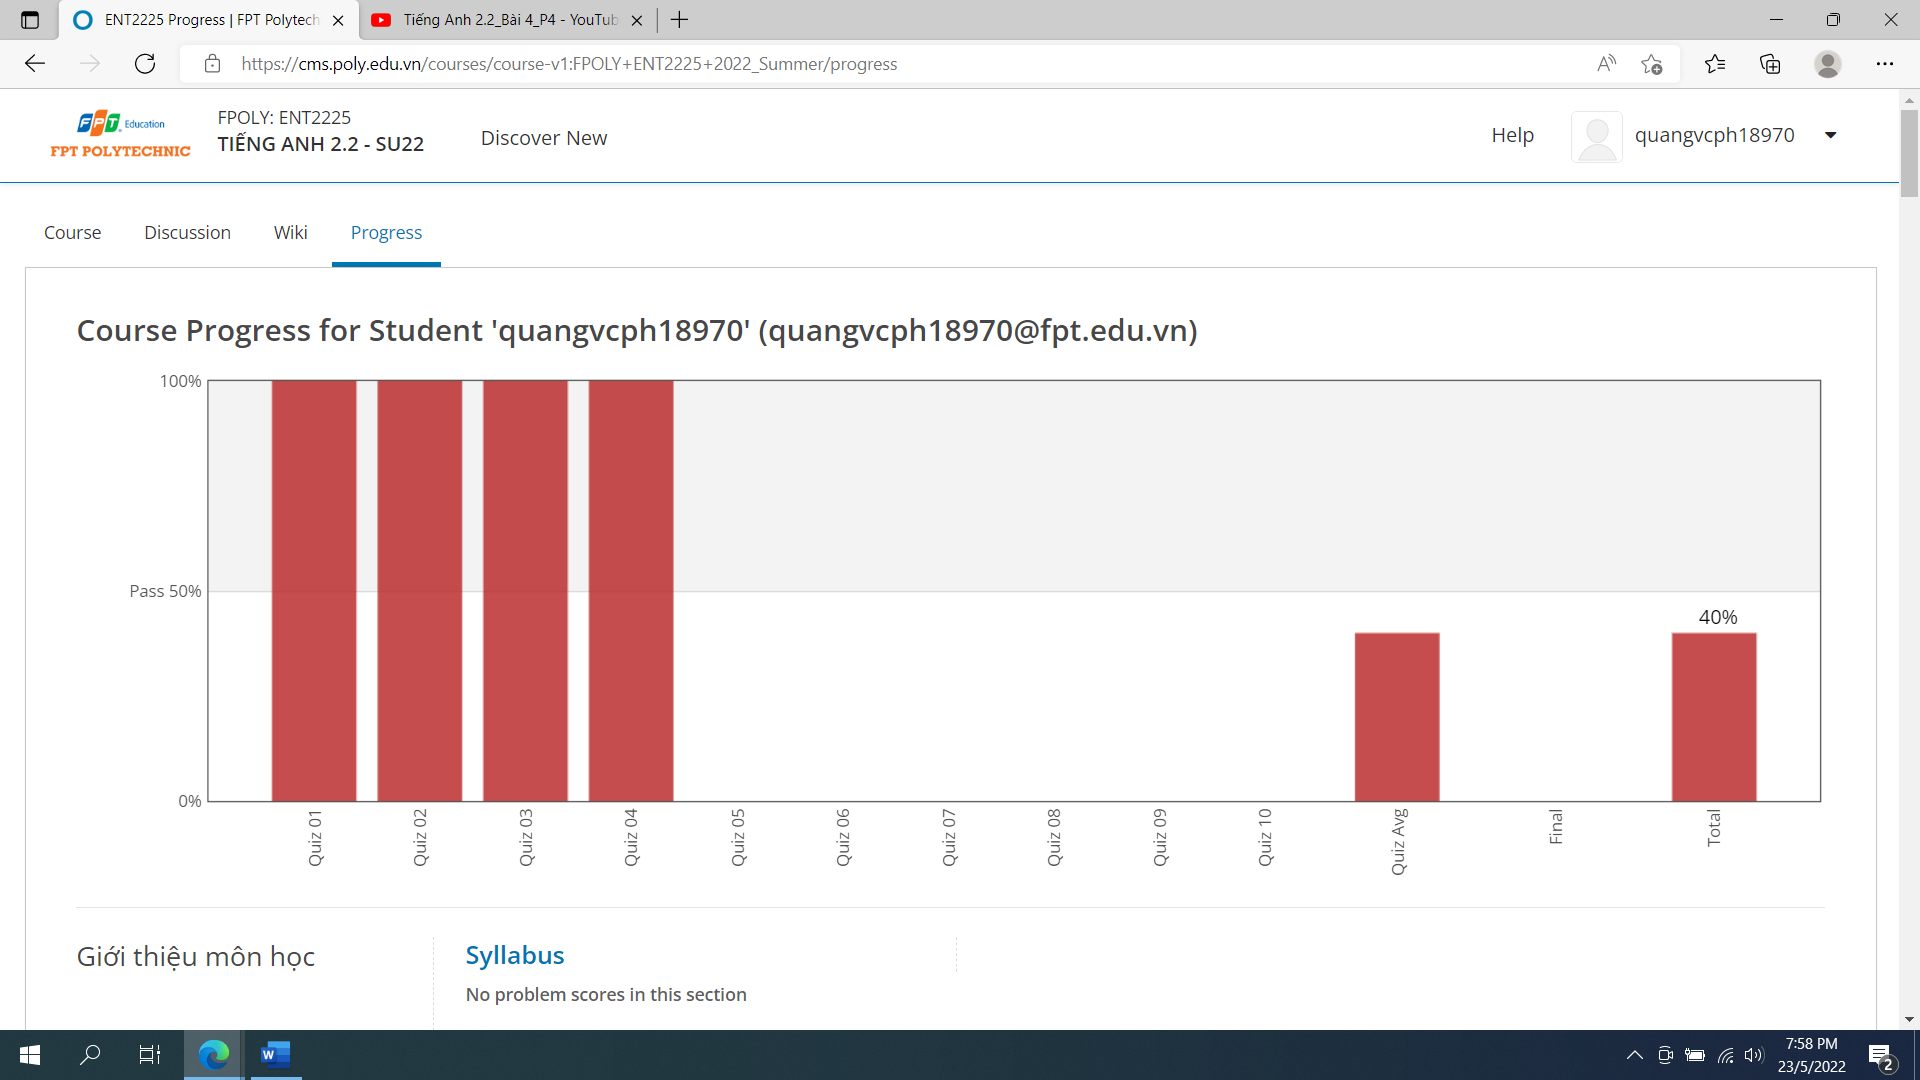 ENT2225 Progress | FPT Polytech
Tiếng Anh 2.2_Bài 4_P4 - YouTub
https://cms.poly.edu.vn/courses/course-v1:FPOLY+ENT2225+2022_Summer/progress
FPT Education
FPT POLYTECHNIC
FPOLY: ENT2225
TIẾNG ANH 2.2 - SU22
Discover New
Help
quangvcph18970
Course
Discussion
Wiki
Progress
Course Progress for Student 'quangvcph18970' (quangvcph18970@fpt.edu.vn)
100%
Pass 50%
0%
40%
Quiz 01
Quiz 02
Quiz 03
Quiz 04
Quiz 05
Quiz 06
Quiz 07
Quiz 08
Quiz 09
Quiz 10
Quiz Avg
Final
Total
Giới thiệu môn học
Syllabus
No problem scores in this section
7:58 PM
23/5/2022
2